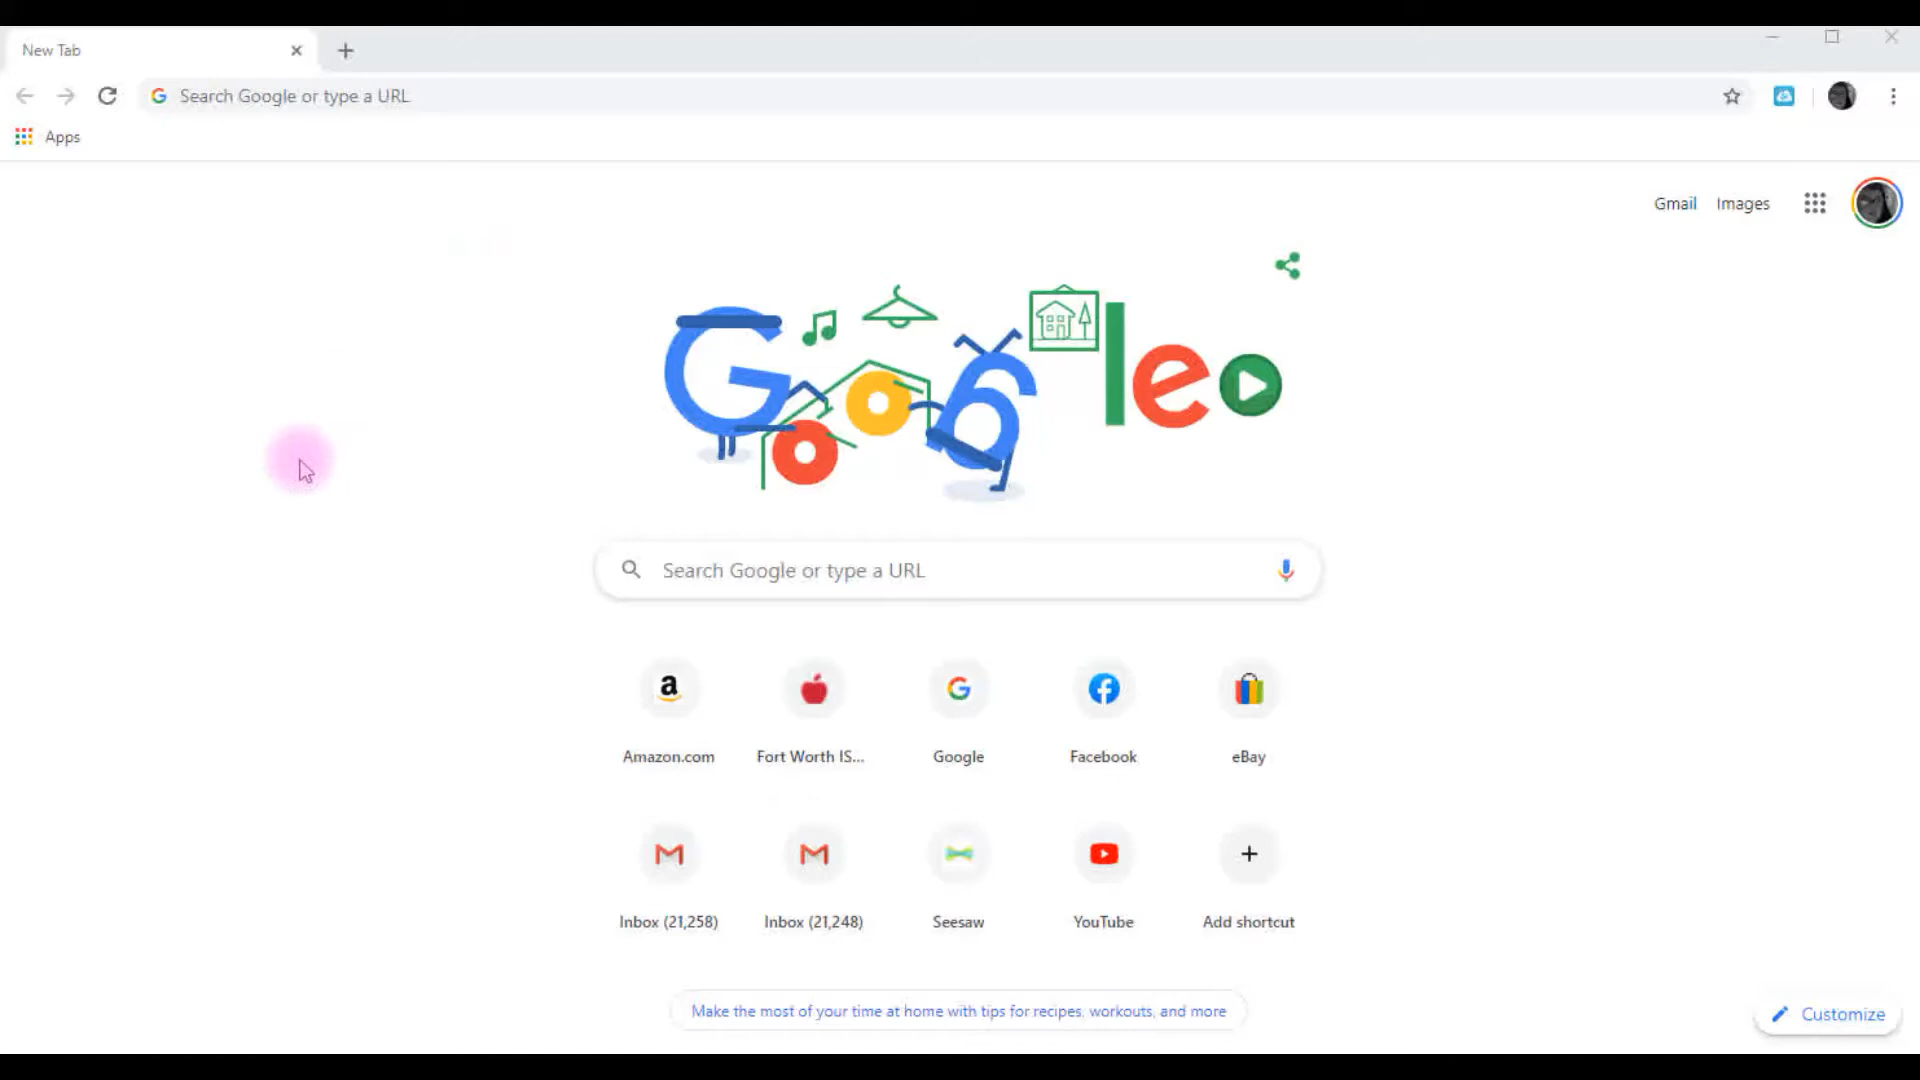 New Tab
Search Google or type a URL
Apps
Gmail Images
Google
Search Google or type a URL
Amazon.com Fort Worth IS... Google Facebook eBay
Inbox (21,258) Inbox (21,248) Seesaw YouTube Add shortcut
Make the most of your time at home with tips for recipes, workouts, and more
Customize